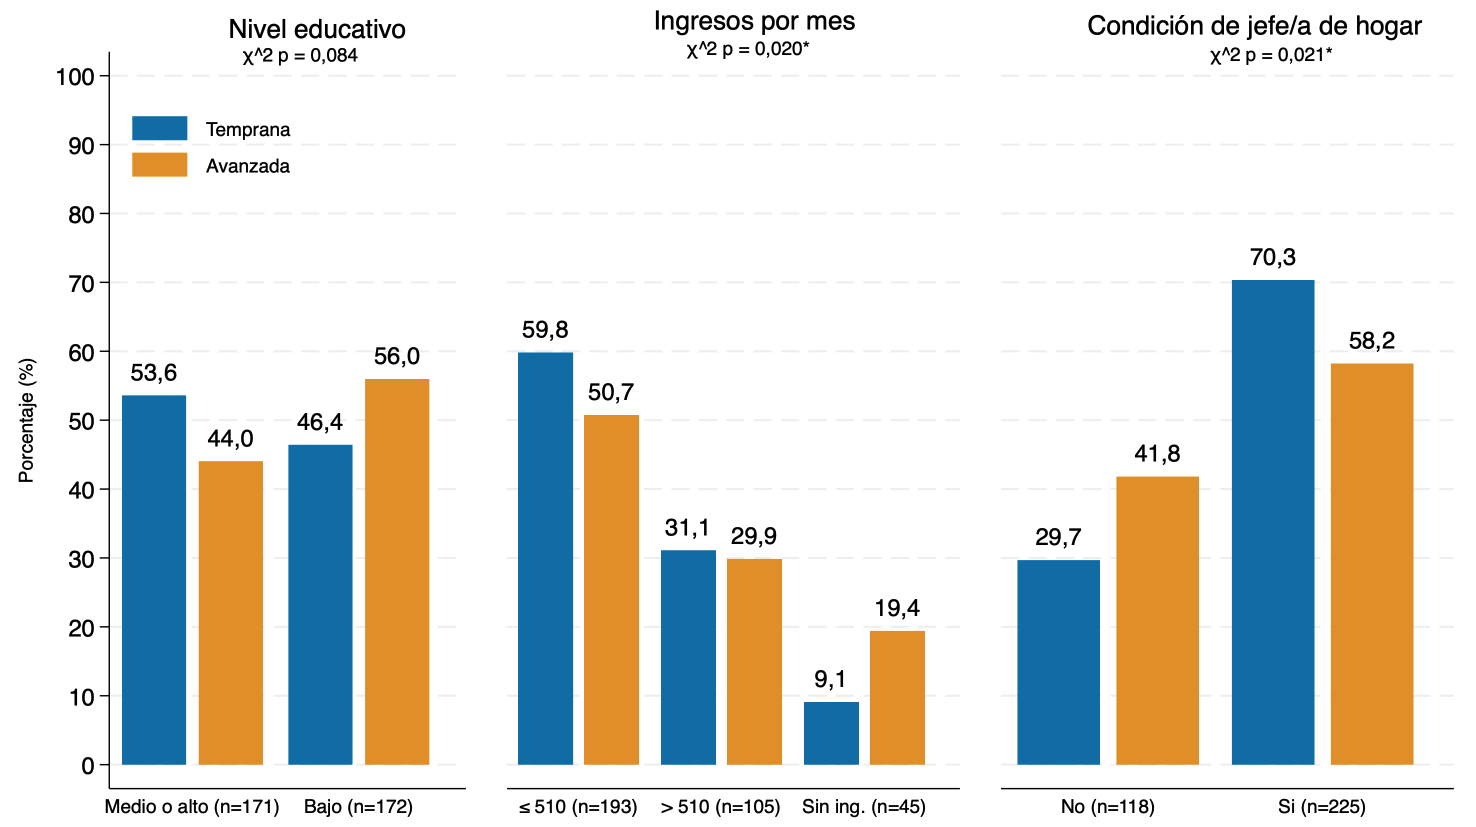 Nivel educativo
χ^2 p = 0,084
Ingresos por mes
χ^2 p = 0,020*
Condición de jefe/a de hogar
χ^2 p = 0,021*
Porcentaje (%)
100
90
80
70
60
50
40
30
20
10
0
Temprana
Avanzada
53,6
44,0
46,4
56,0
59,8
50,7
31,1
29,9
9,1
19,4
29,7
41,8
70,3
58,2
Medio o alto (n=171)
Bajo (n=172)
≤ 510 (n=193)
> 510 (n=105)
Sin ing. (n=45)
No (n=118)
Si (n=225)